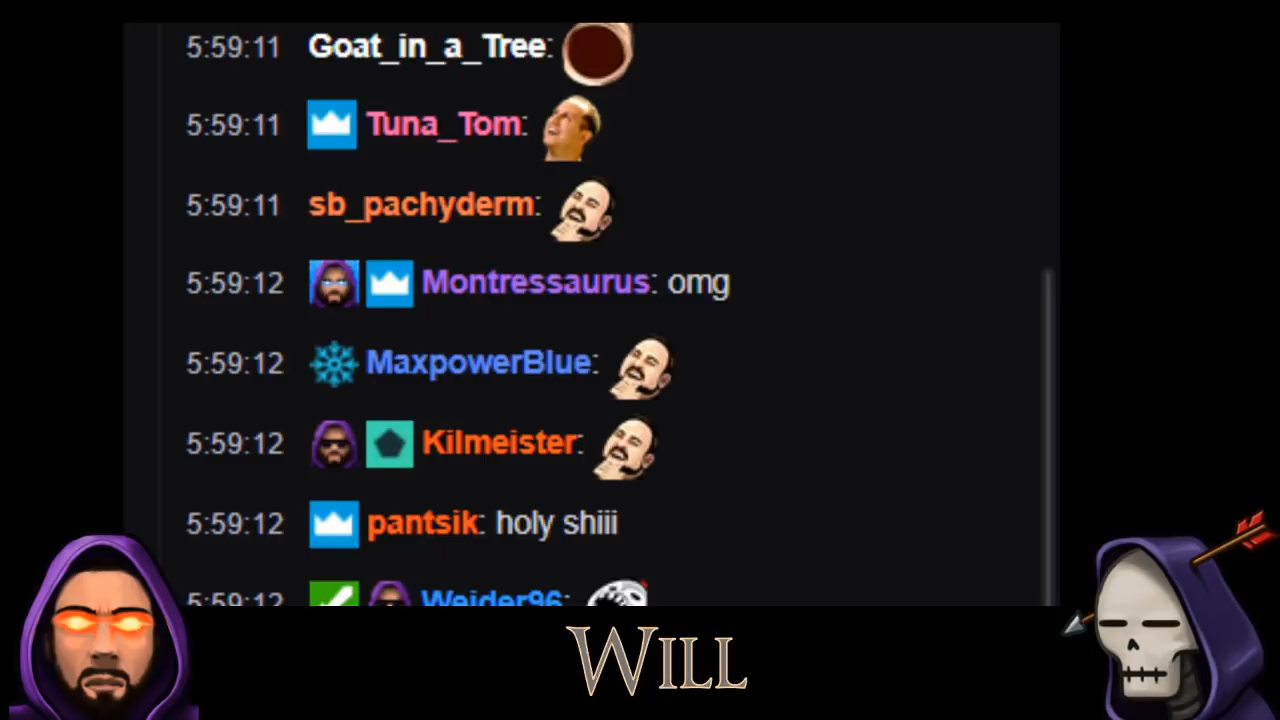 5:59:11 Goat_in_a_Tree:
5:59:11 Tuna_Tom:
5:59:11 sb_pachyderm:
5:59:12 Montressaurus: omg
5:59:12 MaxpowerBlue:
5:59:12 Kilmeister:
5:59:12 pantsik: holy shiii
5:59:12 Weider96:
Will